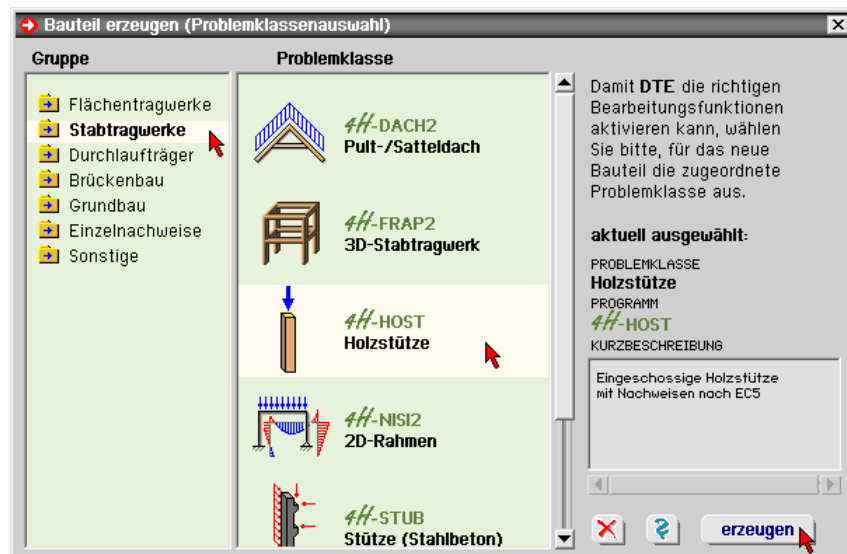 Bauteil erzeugen (Problemklassenauswahl)
Gruppe
Problemklasse
Flächentragwerke
Stabtragwerke
Durchlaufträger
Brückenbau
Grundbau
Einzelnachweise
Sonstige
4H-DACH2
Pult-/Satteldach
4H-FRAP2
3D-Stabtragwerk
4H-HOST
Holzstütze
4H-NISI2
2D-Rahmen
4H-STUB
Stütze (Stahlbeton)
Damit DTE die richtigen
Bearbeitungsfunktionen
aktivieren kann, wählen
Sie bitte, für das neue
Bauteil die zugeordnete
Problemklasse aus.
aktuell ausgewählt:
PROBLEMKLASSE
Holzstütze
PROGRAMM
4H-HOST
KURZBESCHREIBUNG
Eingeschossige Holzstütze
mit Nachweisen nach EC5
erzeugen